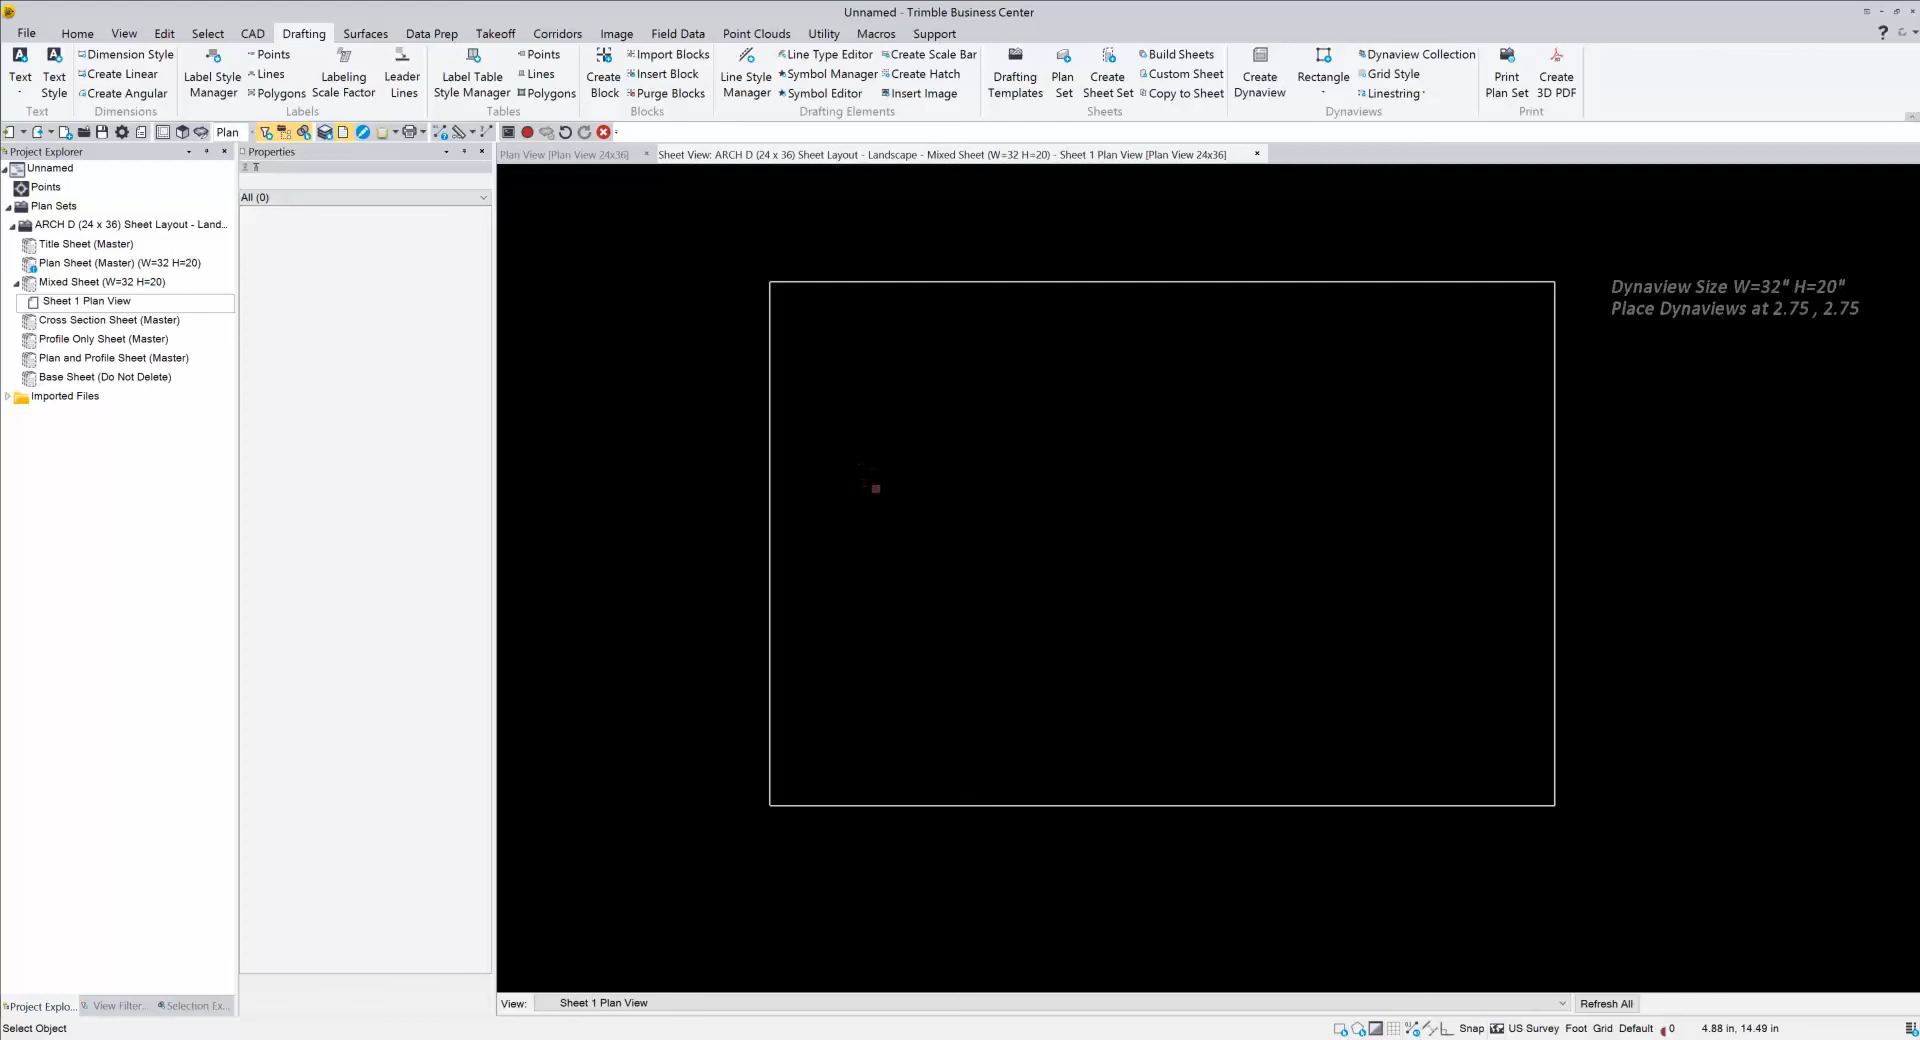 Unnamed - Trimble Business Center
File Home View Edit Select CAD Drafting Surfaces Data Prep Takeoff Corridors Image Field Data Point Clouds Utility Macros Support
Text
Text Style
Text
Dimension Style
Create Linear
Create Angular
Dimensions
Label Style Manager
Points
Lines
Polygons
Labeling Scale Factor
Leader Lines
Labels
Label Table Style Manager
Points
Lines
Polygons
Tables
Create Block
Import Blocks
Insert Block
Purge Blocks
Blocks
Line Style Manager
Line Type Editor
Symbol Manager
Symbol Editor
Create Scale Bar
Create Hatch
Insert Image
Drafting Elements
Drafting Templates
Plan Set
Create Sheet Set
Build Sheets
Custom Sheet
Copy to Sheet
Sheets
Create Dynaview
Rectangle
Dynaview Collection
Grid Style
Linestring
Dynaviews
Print Plan Set
Create 3D PDF
Print
Plan
Project Explorer
Unnamed
Points
Plan Sets
ARCH D (24 x 36) Sheet Layout - Land...
Title Sheet (Master)
Plan Sheet (Master) (W=32 H=20)
Mixed Sheet (W=32 H=20)
Sheet 1 Plan View
Cross Section Sheet (Master)
Profile Only Sheet (Master)
Plan and Profile Sheet (Master)
Base Sheet (Do Not Delete)
Imported Files
Project Explo... View Filter... Selection Ex...
Properties
All (0)
Plan View [Plan View 24x36]
Sheet View: ARCH D (24 x 36) Sheet Layout - Landscape - Mixed Sheet (W=32 H=20) - Sheet 1 Plan View [Plan View 24x36]
Dynaview Size W=32" H=20"
Place Dynaviews at 2.75 , 2.75
View: Sheet 1 Plan View Refresh All
Select Object
Snap US Survey Foot Grid Default 0 4.88 in, 14.49 in